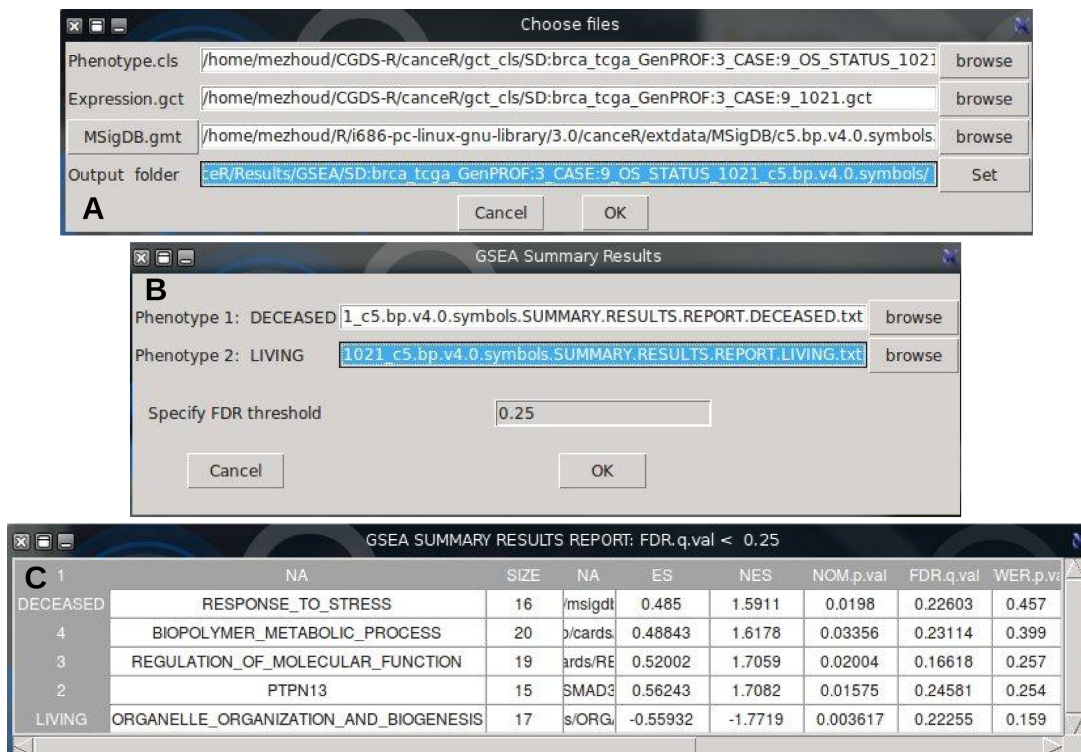 Choose files
Phenotype.cls /home/mezhoud/CGDS-R/canceR/gct_cls/SD:brca_tcga_GenPROF:3_CASE:9_OS_STATUS_1021 browse
Expression.gct /home/mezhoud/CGDS-R/canceR/gct_cls/SD:brca_tcga_GenPROF:3_CASE:9_1021.gct browse
MSigDB.gmt /home/mezhoud/R/i686-pc-linux-gnu-library/3.0/canceR/extdata/MSigDB/c5.bp.v4.0.symbols. browse
Output folder ceR/Results/GSEA/SD:brca_tcga_GenPROF:3_CASE:9_OS_STATUS_1021_c5.bp.v4.0.symbols/ Set
A
Cancel OK
GSEA Summary Results
B
Phenotype 1: DECEASED 1_c5.bp.v4.0.symbols.SUMMARY.RESULTS.REPORT.DECEASED.txt browse
Phenotype 2: LIVING 1021_c5.bp.v4.0.symbols.SUMMARY.RESULTS.REPORT.LIVING.txt browse
Specify FDR threshold 0.25
Cancel OK
GSEA SUMMARY RESULTS REPORT: FDR.q.val < 0.25
C
1 NA SIZE NA ES NES NOM.p.val FDR.q.val WER.p.va
DECEASED RESPONSE_TO_STRESS 16 /msigdb 0.485 1.5911 0.0198 0.22603 0.457
4 BIOPOLYMER_METABOLIC_PROCESS 20 p/cards. 0.48843 1.6178 0.03356 0.23114 0.399
3 REGULATION_OF_MOLECULAR_FUNCTION 19 ards/RE 0.52002 1.7059 0.02004 0.16618 0.257
2 PTPN13 15 SMAD3 0.56243 1.7082 0.01575 0.24581 0.254
LIVING ORGANELLE_ORGANIZATION_AND_BIOGENESIS 17 s/ORG -0.55932 -1.7719 0.003617 0.22255 0.159